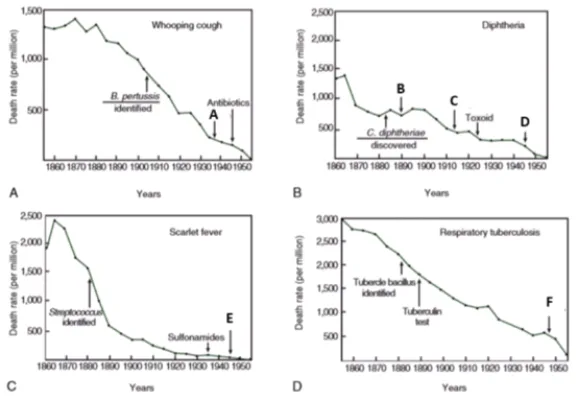 Whooping cough
Death rate (per million)
1,500
1,000
500
B. pertussis
identified
A
Antibiotics
1860 1870 1880 1890 1900 1910 1920 1930 1940 1950
Years
A
Diphtheria
Death rate (per million)
2,500
2,000
1,500
1,000
500
B
C
D
Toxoid
C. diphtheriae
discovered
1860 1870 1880 1890 1900 1910 1920 1930 1940 1950
Years
B
Scarlet fever
Death rate (per million)
2,500
2,000
1,500
1,000
500
Streptococcus
identified
E
Sulfonamides
1860 1870 1880 1890 1900 1910 1920 1930 1940 1950
Years
C
Respiratory tuberculosis
Death rate (per million)
3,000
2,500
2,000
1,500
1,000
500
Tubercle bacillus
identified
Tuberculin
test
F
1860 1870 1880 1890 1900 1910 1920 1930 1940 1950
Years
D